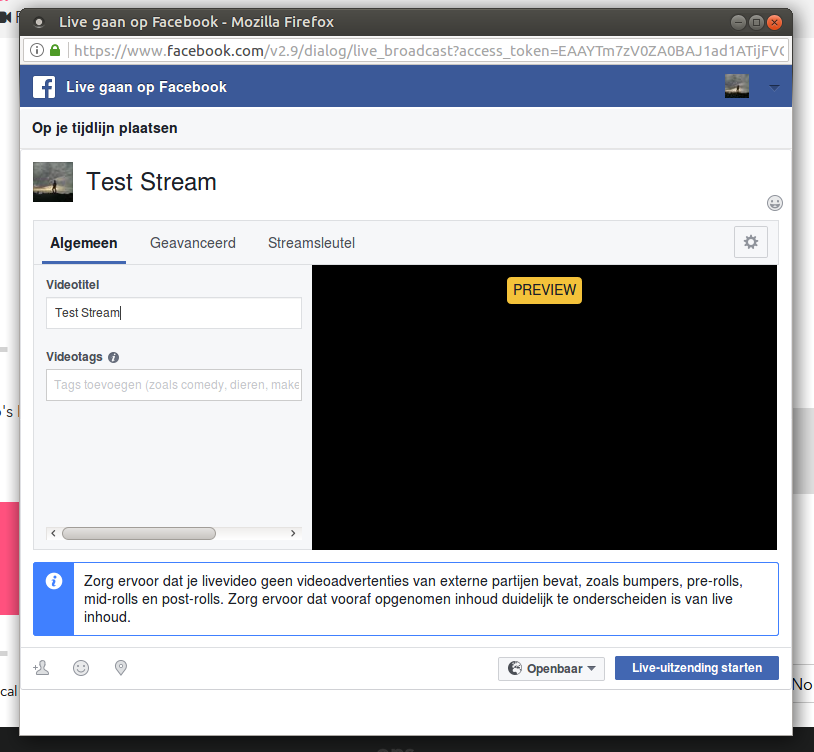 Live gaan op Facebook - Mozilla Firefox
https://www.facebook.com/v2.9/dialog/live_broadcast?access_token=EAAYTm7zV0ZA0BAJ1ad1ATijFV
Live gaan op Facebook
Op je tijdlijn plaatsen
Test Stream
Algemeen Geavanceerd Streamsleutel
Videotitel
PREVIEW
Test Stream
Videotags
Tags toevoegen (zoals comedy, dieren, make
's
Zorg ervoor dat je livevideo geen videoadvertenties van externe partijen bevat, zoals bumpers, pre-rolls,
mid-rolls en post-rolls. Zorg ervoor dat vooraf opgenomen inhoud duidelijk te onderscheiden is van live
inhoud.
Openbaar Live-uitzending starten
cal
No